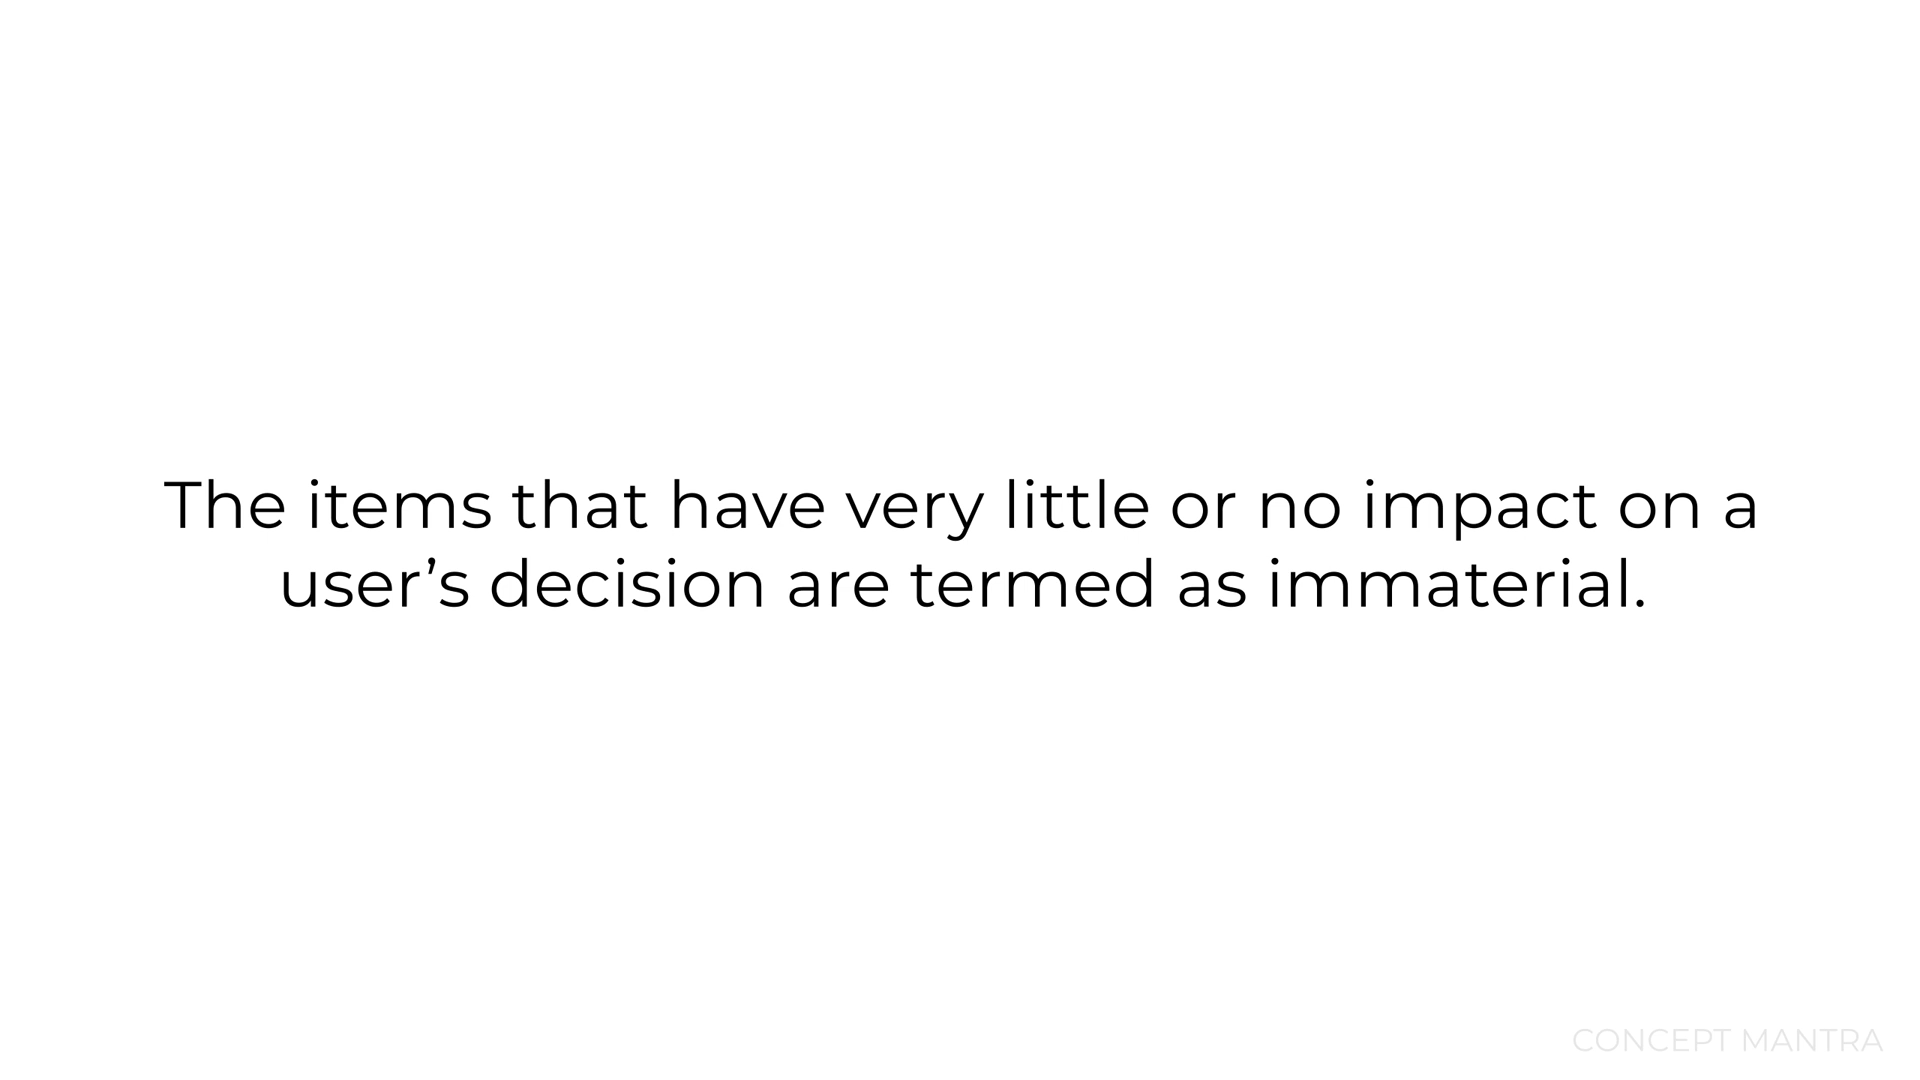 The items that have very little or no impact on a
user’s decision are termed as immaterial.
CONCEPT MANTRA